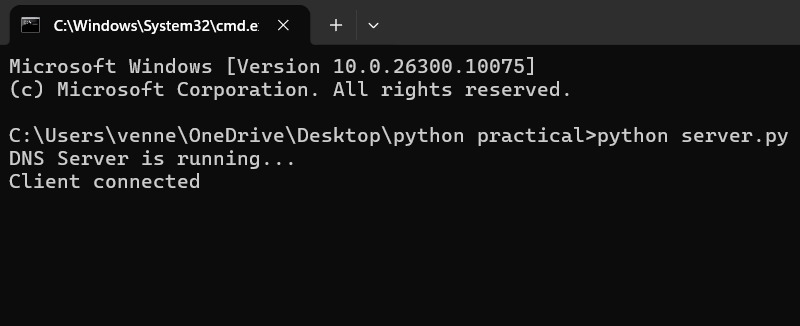 C:\Windows\System32\cmd.e
Microsoft Windows [Version 10.0.26300.10075]
(c) Microsoft Corporation. All rights reserved.
C:\Users\venne\OneDrive\Desktop\python practical>python server.py
DNS Server is running...
Client connected